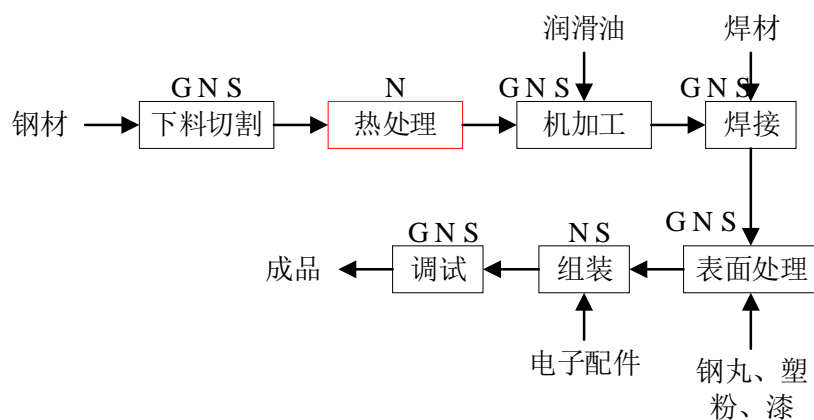 润滑油
焊材
G N S
N
G N S
G N S
钢材
下料切割
热处理
机加工
焊接
G N S
N S
G N S
成品
调试
组装
表面处理
电子配件
钢丸、塑
粉、漆